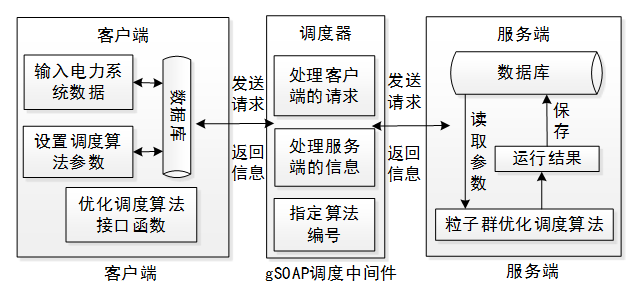 客户端
输入电力系
统数据
设置调度算
法参数
数据库
优化调度算法
接口函数
客户端
发送
请求
返回
信息
调度器
处理客户
端的请求
处理服务
端的信息
指定算法
编号
gSOAP调度中间件
发送
请求
返回
信息
服务端
数据库
读取参数
保存
运行结果
粒子群优化调度算法
服务端